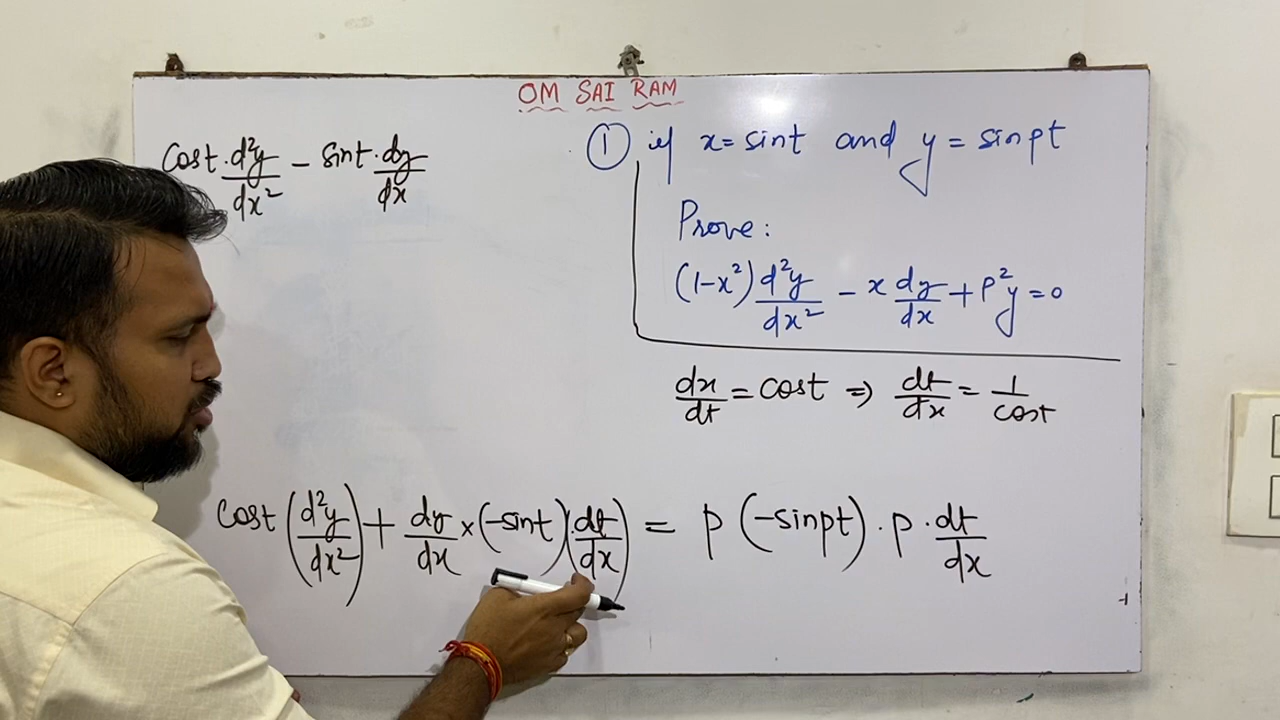 OM SAI RAM
cost · d²y/dx² - sint · dy/dx
① if x = sint and y = sinpt
Prove:
(1-x²) d²y/dx² - x dy/dx + P²y = 0
dx/dt = cost ⇒ dt/dx = 1/cost
cost (d²y/dx²) + dy/dx × (-sint)(dt/dx) = p (-sinpt) · p · dt/dx